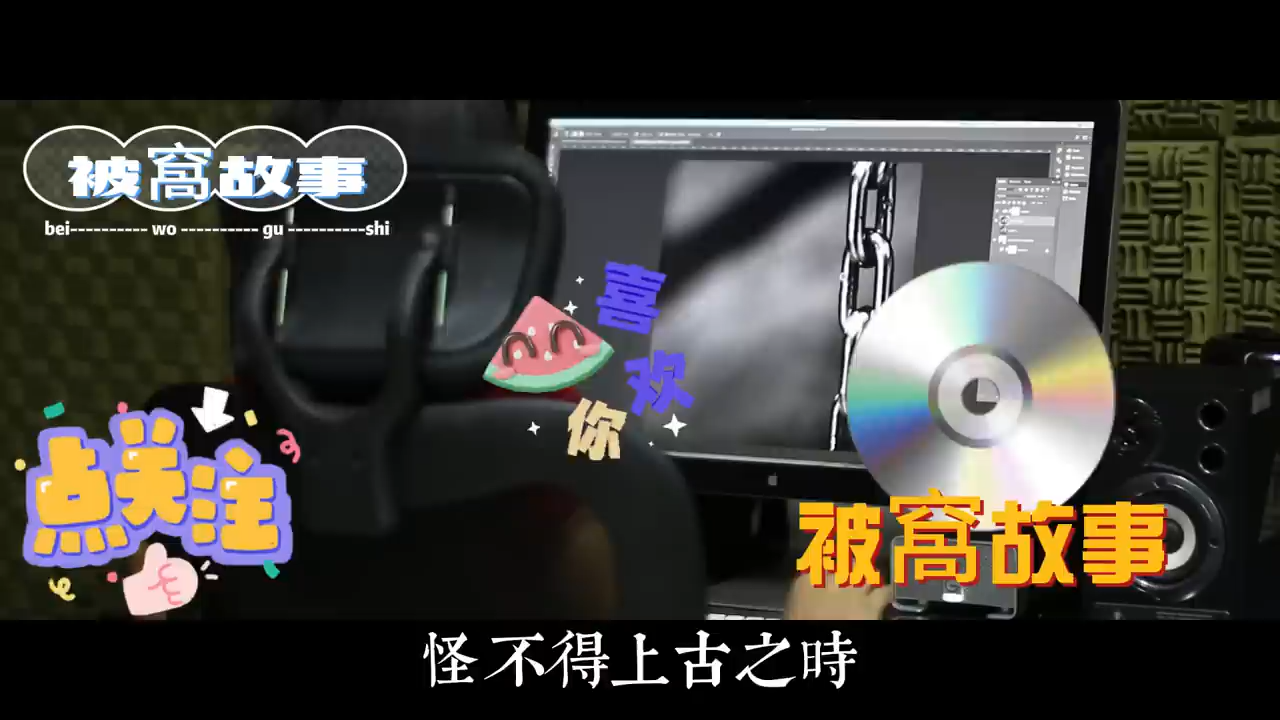 被窩故事
bei---------- wo ---------- gu ----------shi
喜
欢
你
点关注
被窩故事
怪不得上古之時